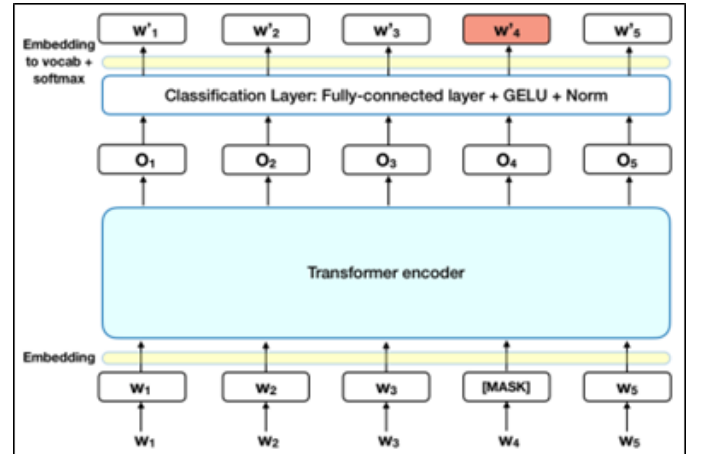 w'₁ w'₂ w'₃ w'₄ w'₅
Embedding
to vocab +
softmax
Classification Layer: Fully-connected layer + GELU + Norm
O₁ O₂ O₃ O₄ O₅
Transformer encoder
Embedding
W₁ W₂ W₃ [MASK] W₅
W₁ W₂ W₃ W₄ W₅